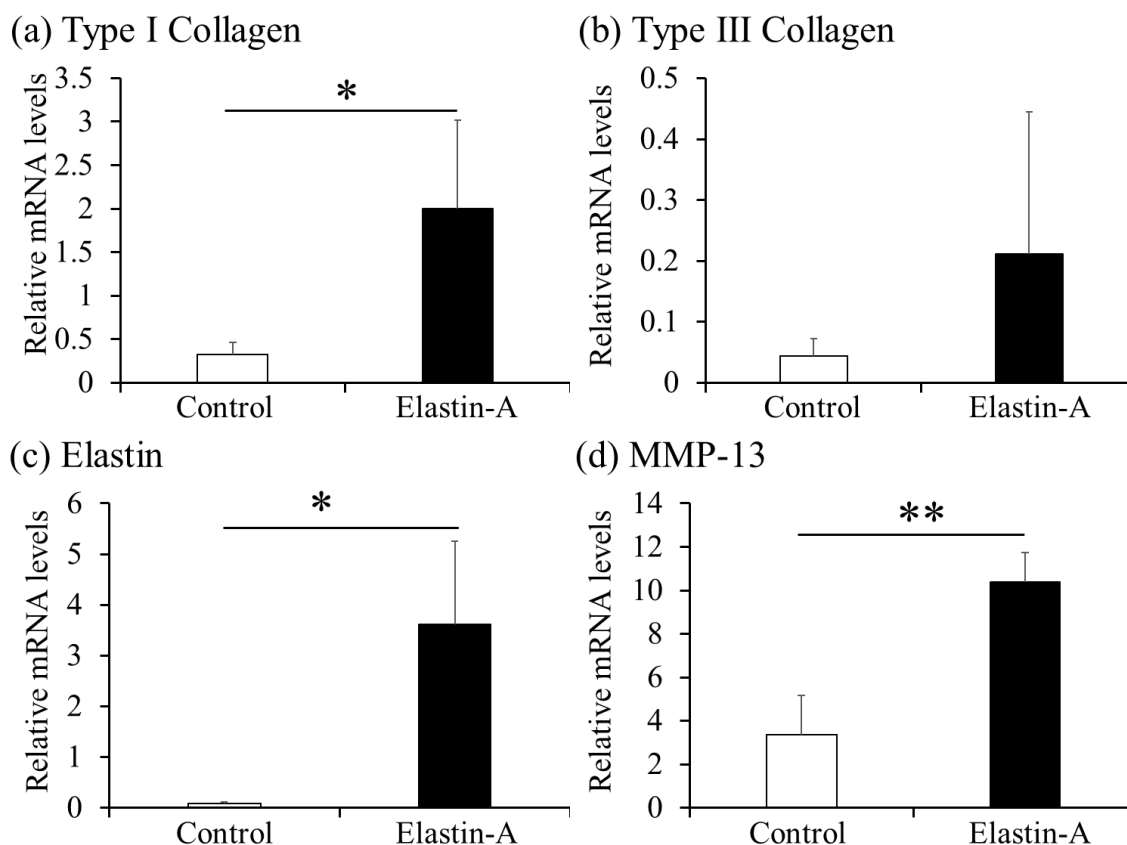 (a) Type I Collagen
Relative mRNA levels
3.5
3
2.5
2
1.5
1
0.5
0
*
Control
Elastin-A
(b) Type III Collagen
Relative mRNA levels
0.5
0.4
0.3
0.2
0.1
0
Control
Elastin-A
(c) Elastin
Relative mRNA levels
6
5
4
3
2
1
0
*
Control
Elastin-A
(d) MMP-13
Relative mRNA levels
14
12
10
8
6
4
2
0
**
Control
Elastin-A